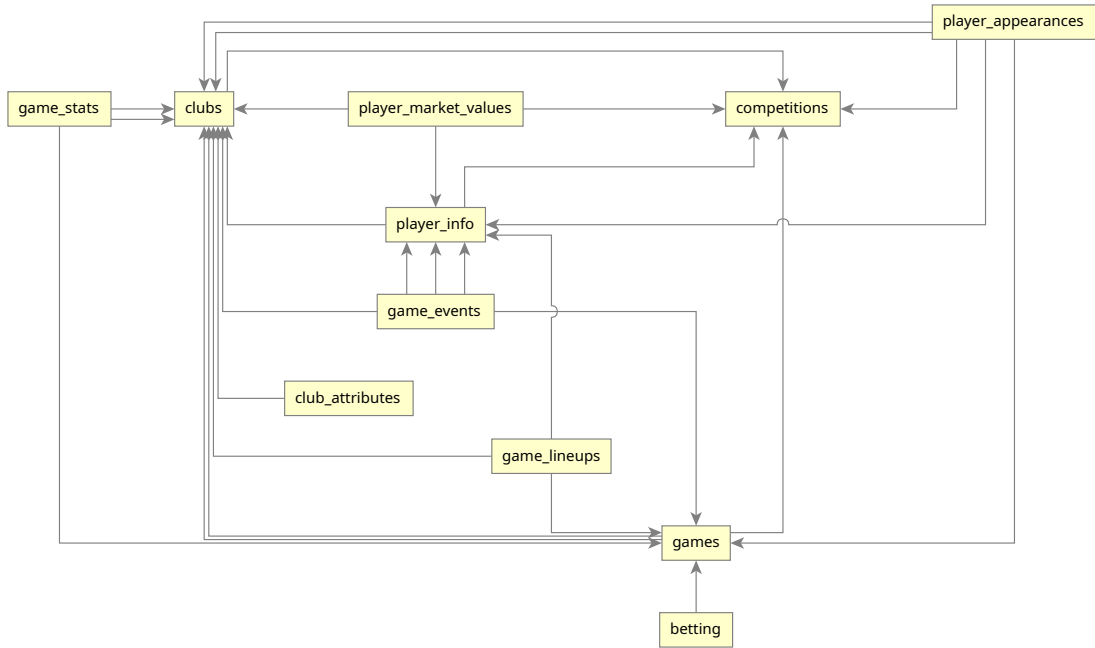 player_appearances
game_stats
clubs
player_market_values
competitions
player_info
game_events
club_attributes
game_lineups
games
betting